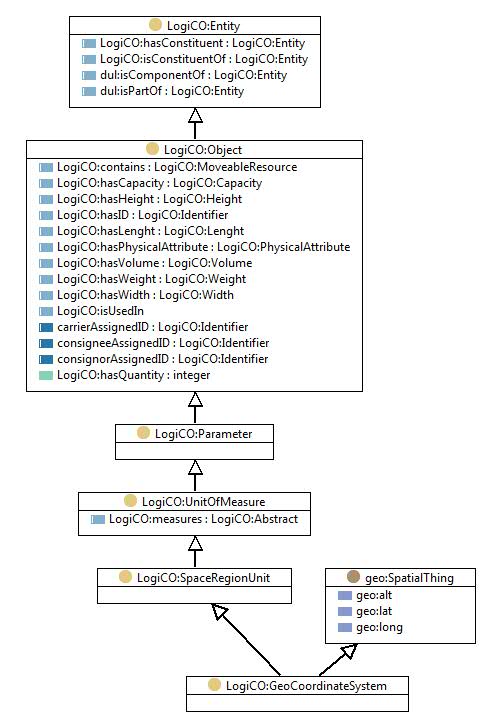 LogiCO:Entity
LogiCO:hasConstituent : LogiCO:Entity
LogiCO:isConstituentOf : LogiCO:Entity
dul:isComponentOf : LogiCO:Entity
dul:isPartOf : LogiCO:Entity
LogiCO:Object
LogiCO:contains : LogiCO:MoveableResource
LogiCO:hasCapacity : LogiCO:Capacity
LogiCO:hasHeight : LogiCO:Height
LogiCO:hasID : LogiCO:Identifier
LogiCO:hasLenght : LogiCO:Lenght
LogiCO:hasPhysicalAttribute : LogiCO:PhysicalAttribute
LogiCO:hasVolume : LogiCO:Volume
LogiCO:hasWeight : LogiCO:Weight
LogiCO:hasWidth : LogiCO:Width
LogiCO:isUsedIn
carrierAssignedID : LogiCO:Identifier
consigneeAssignedID : LogiCO:Identifier
consignorAssignedID : LogiCO:Identifier
LogiCO:hasQuantity : integer
LogiCO:Parameter
LogiCO:UnitOfMeasure
LogiCO:measures : LogiCO:Abstract
LogiCO:SpaceRegionUnit
geo:SpatialThing
geo:alt
geo:lat
geo:long
LogiCO:GeoCoordinateSystem